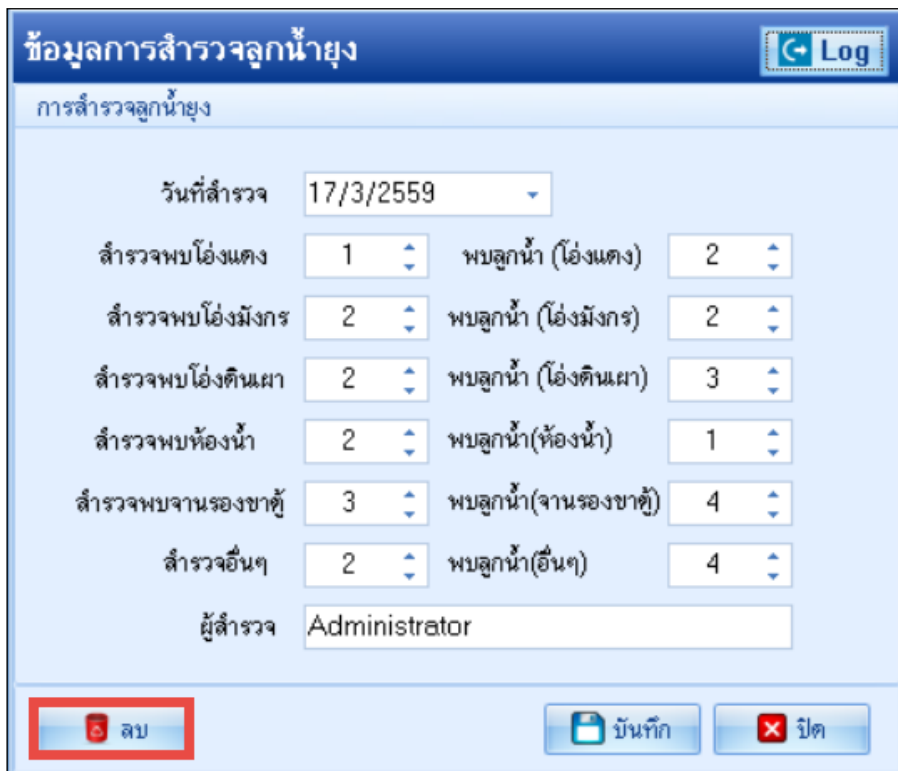 ข้อมูลการสำรวจลูกน้ำยุง Log
การสำรวจลูกน้ำยุง
วันที่สำรวจ 17/3/2559
สำรวจพบโอ่งแดง 1 พบลูกน้ำ (โอ่งแดง) 2
สำรวจพบโอ่งมังกร 2 พบลูกน้ำ (โอ่งมังกร) 2
สำรวจพบโอ่งดินเผา 2 พบลูกน้ำ (โอ่งดินเผา) 3
สำรวจพบห้องน้ำ 2 พบลูกน้ำ(ห้องน้ำ) 1
สำรวจพบจานรองขาตู้ 3 พบลูกน้ำ(จานรองขาตู้) 4
สำรวจอื่นๆ 2 พบลูกน้ำ(อื่นๆ) 4
ผู้สำรวจ Administrator
ลบ บันทึก ปิด